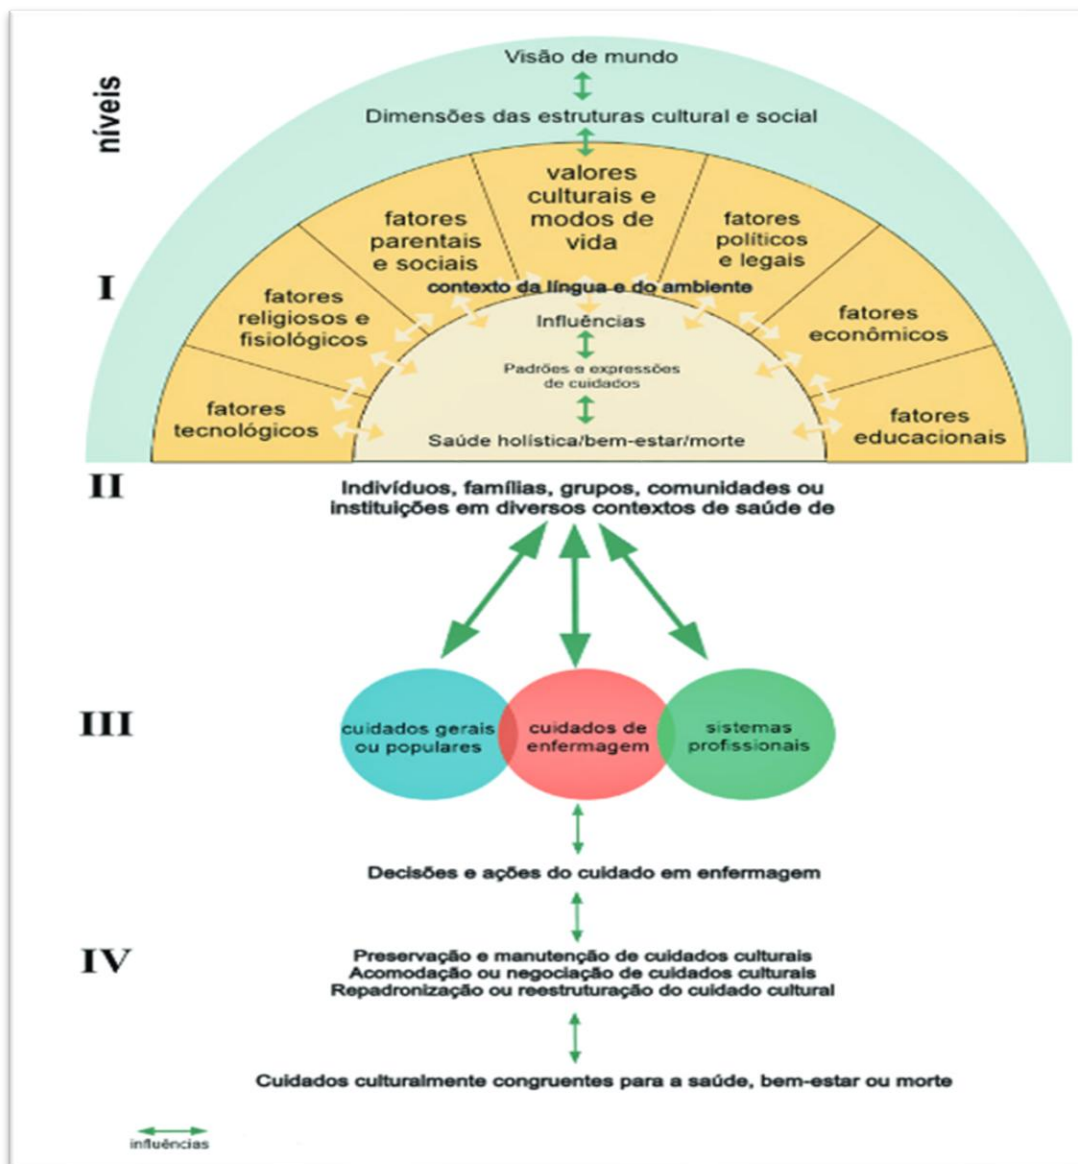 níveis
Visão de mundo
Dimensões das estruturas cultural e social
valores
culturais e
modos de
vida
fatores
parentais
e sociais
fatores
políticos
e legais
I
contexto da língua e do ambiente
fatores
religiosos e
fisiológicos
fatores
econômicos
Influências
Padrões e expressões
de cuidados
fatores
tecnológicos
fatores
educacionais
Saúde holística/bem-estar/morte
II
Indivíduos, famílias, grupos, comunidades ou
instituições em diversos contextos de saúde de
III
cuidados gerais
ou populares
cuidados de
enfermagem
sistemas
profissionais
Decisões e ações do cuidado em enfermagem
IV
Preservação e manutenção de cuidados culturais
Acomodação ou negociação de cuidados culturais
Repadronização ou reestruturação do cuidado cultural
Cuidados culturalmente congruentes para a saúde, bem-estar ou morte
influências